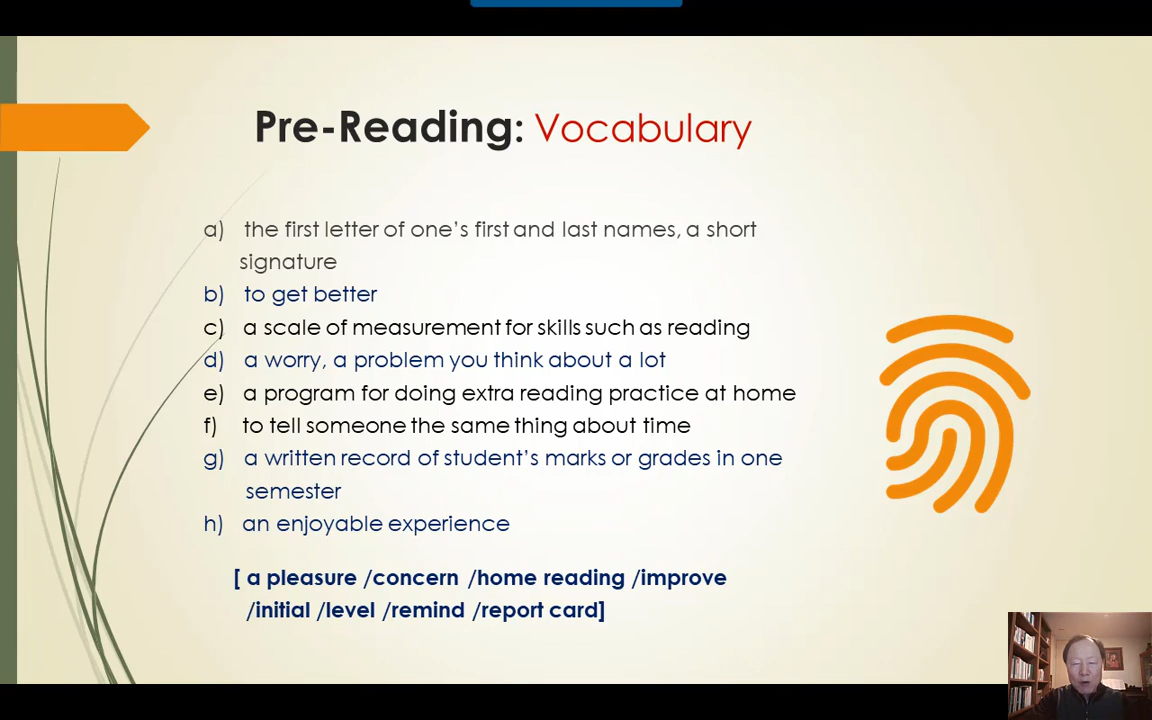 Pre-Reading: Vocabulary
a) the first letter of one's first and last names, a short
signature
b) to get better
c) a scale of measurement for skills such as reading
d) a worry, a problem you think about a lot
e) a program for doing extra reading practice at home
f) to tell someone the same thing about time
g) a written record of student's marks or grades in one
semester
h) an enjoyable experience
[ a pleasure /concern /home reading /improve
/initial /level /remind /report card]